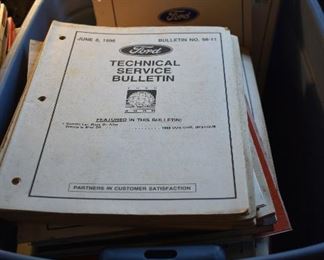 JUNE 6, 1996 BULLETIN NO. 96-11
Ford
Ford
TECHNICAL
SERVICE
BULLETIN
FEATURED IN THIS BULLETIN:
PARTNERS IN CUSTOMER SATISFACTION